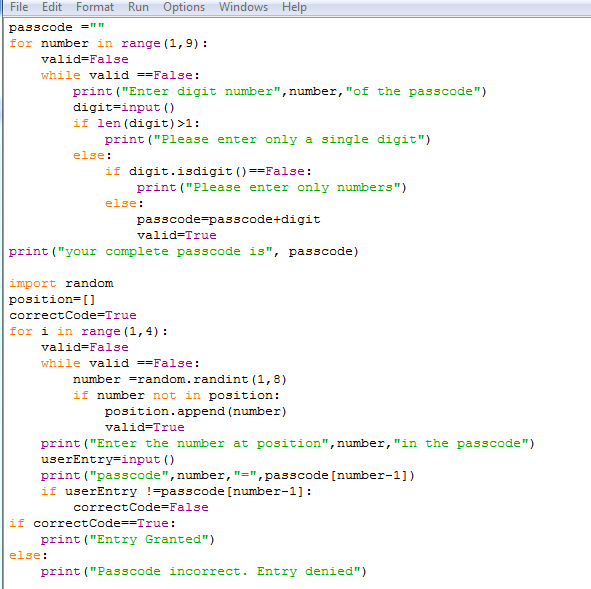 File Edit Format Run Options Windows Help
passcode =""
for number in range(1,9):
    valid=False
    while valid ==False:
        print("Enter digit number",number,"of the passcode")
        digit=input()
        if len(digit)>1:
            print("Please enter only a single digit")
        else:
            if digit.isdigit()==False:
                print("Please enter only numbers")
            else:
                passcode=passcode+digit
                valid=True
print("your complete passcode is", passcode)

import random
position=[]
correctCode=True
for i in range(1,4):
    valid=False
    while valid ==False:
        number =random.randint(1,8)
        if number not in position:
            position.append(number)
            valid=True
    print("Enter the number at position",number,"in the passcode")
    userEntry=input()
    print("passcode",number,"=",passcode[number-1])
    if userEntry !=passcode[number-1]:
        correctCode=False
if correctCode==True:
    print("Entry Granted")
else:
    print("Passcode incorrect. Entry denied")